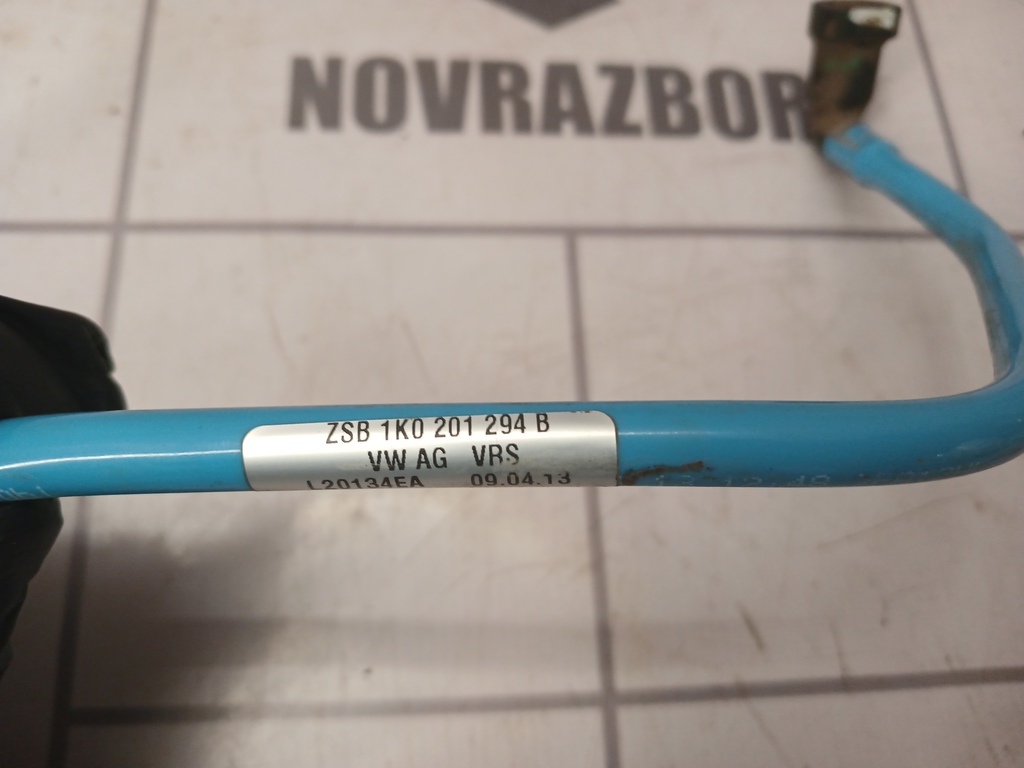 NOVRAZBOR
ZSB 1K0 201 294 B
VW AG VRS
L20134EA 09.04.13